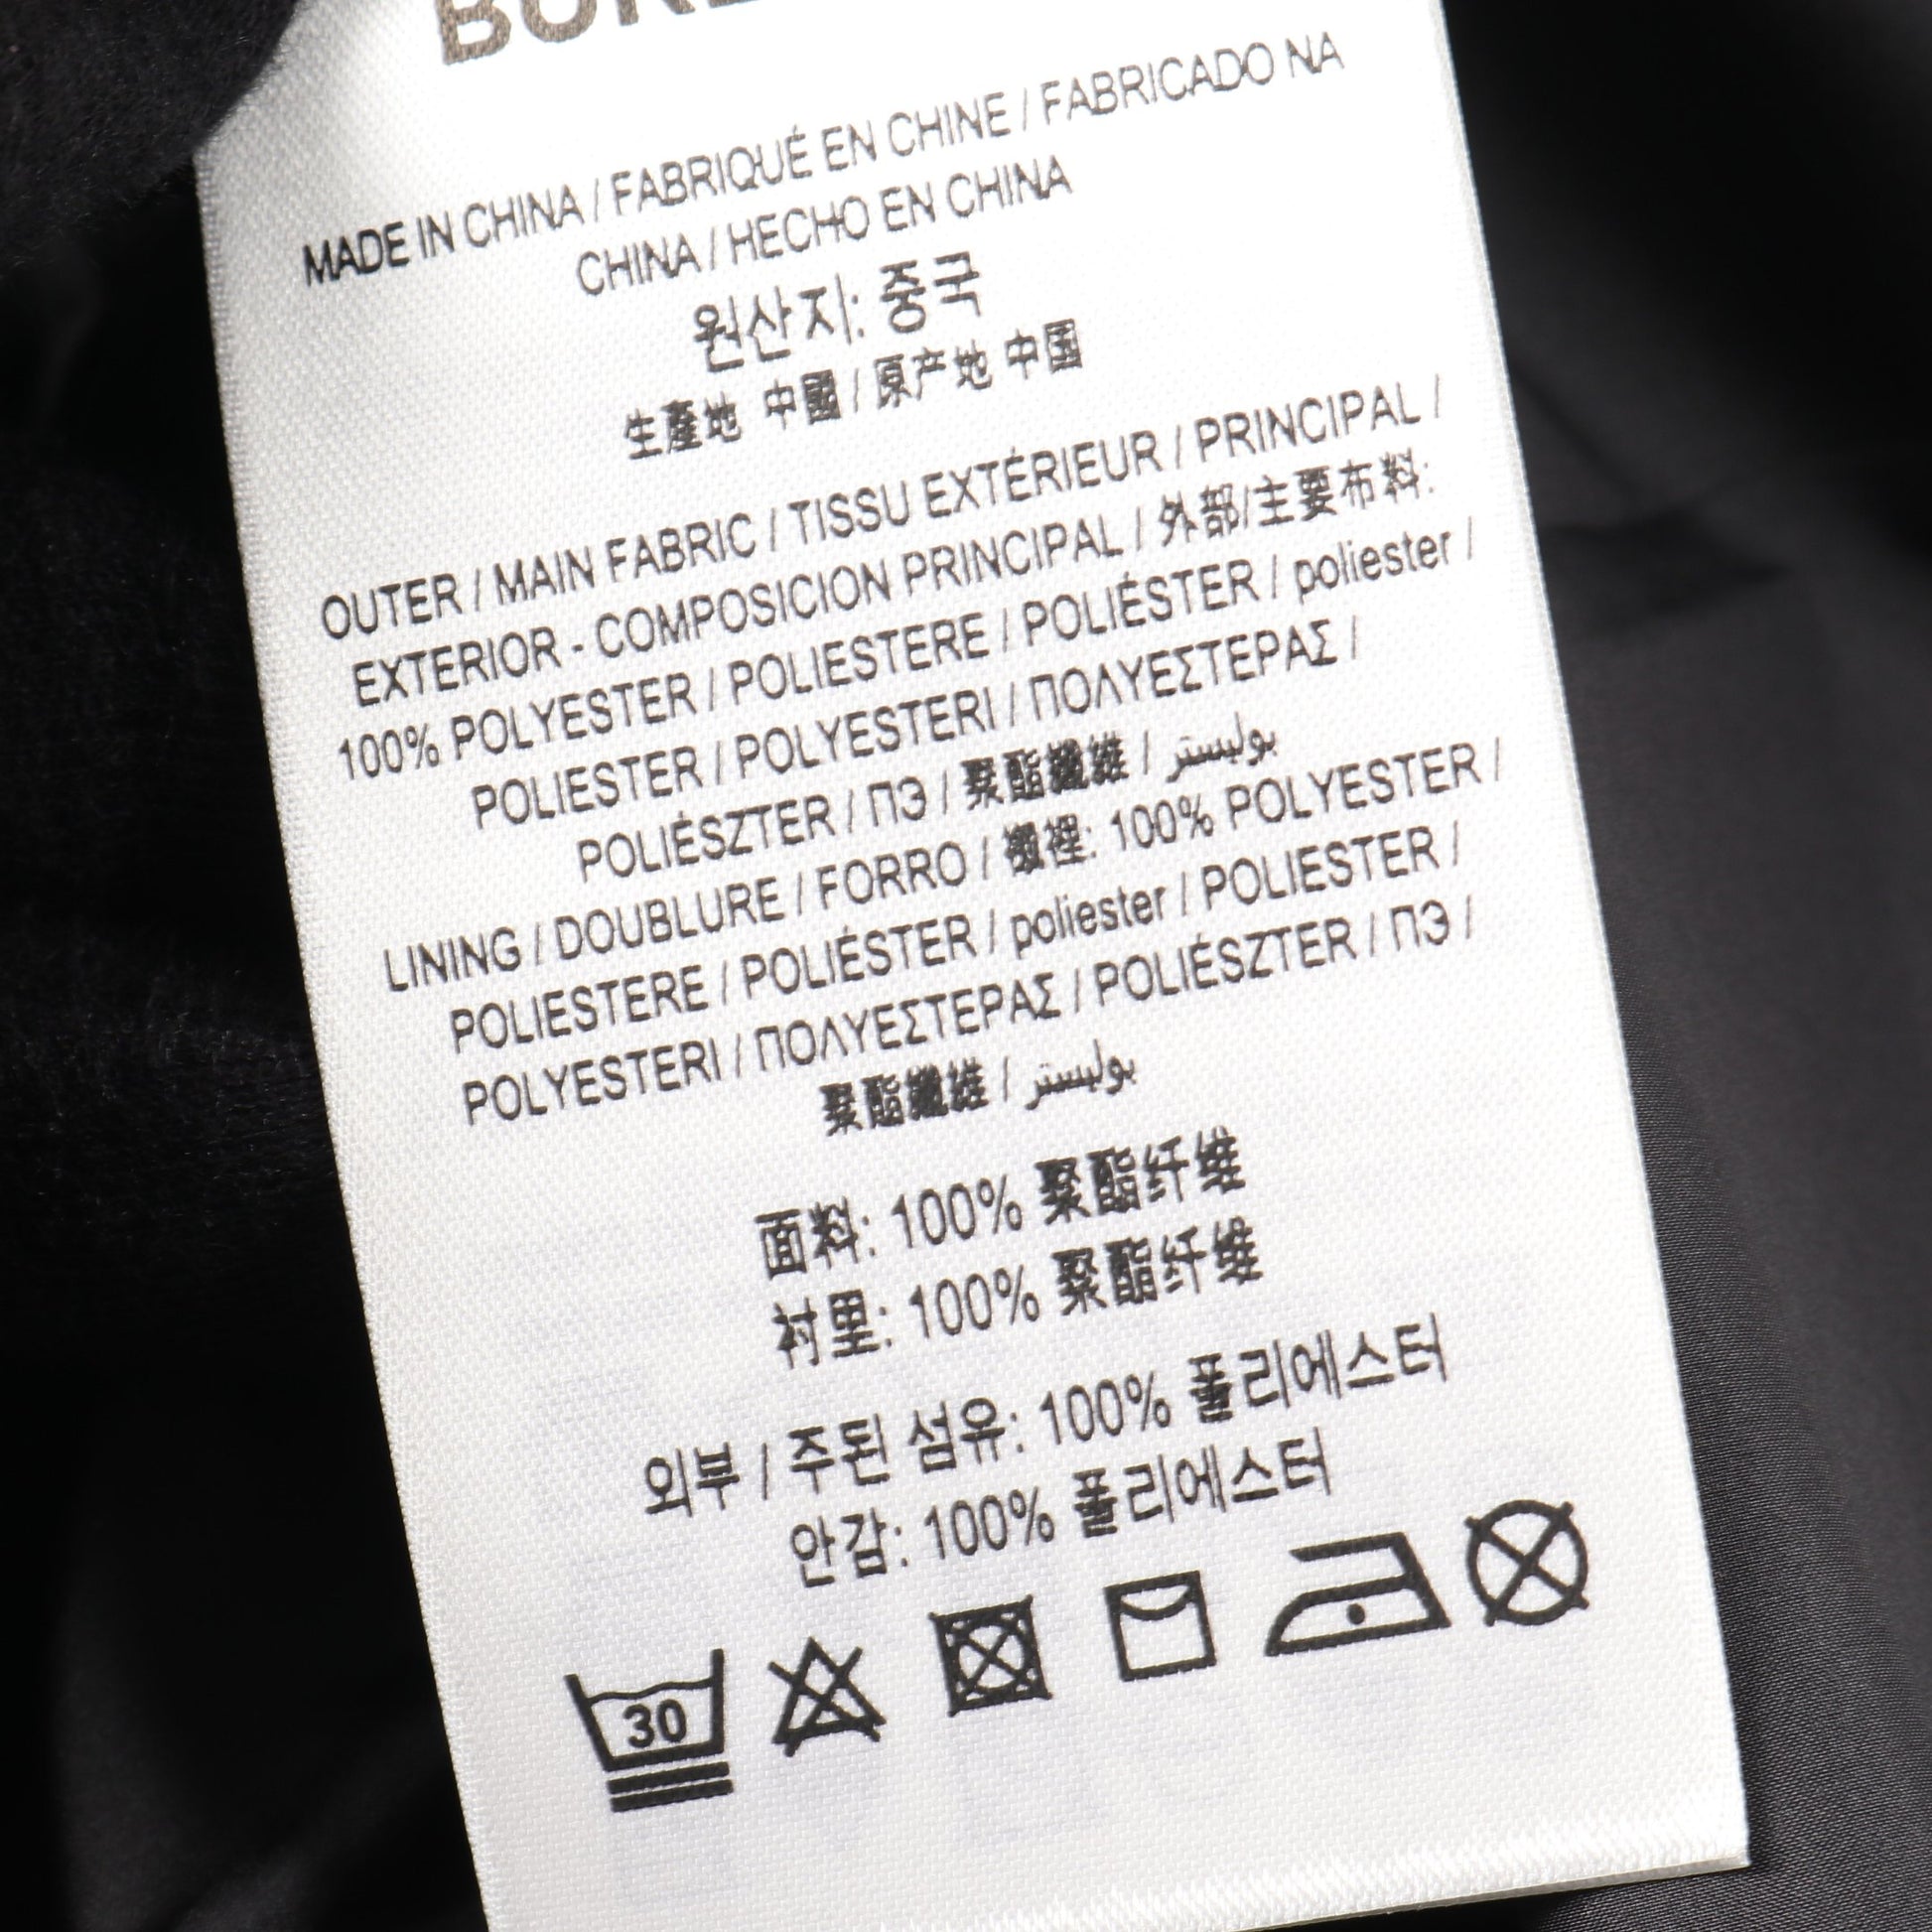 MADE IN CHINA / FABRIQUÉ EN CHINE / FABRICADO NA
CHINA / HECHO EN CHINA
원산지: 중국
生產地 中國 / 原产地 中国
OUTER / MAIN FABRIC / TISSU EXTÉRIEUR / PRINCIPAL /
EXTERIOR - COMPOSICION PRINCIPAL / 外部/主要布料:
100% POLYESTER / POLIESTERE / POLIÉSTER / poliester /
POLIESTER / POLYESTERI / ΠΟΛΥΕΣΤΕΡΑΣ /
POLIÉSZTER / ПЭ / 聚酯纖維 / بوليستر
LINING / DOUBLURE / FORRO / 襯裡: 100% POLYESTER /
POLIESTERE / POLIÉSTER / poliester / POLIESTER /
POLYESTERI / ΠΟΛΥΕΣΤΕΡΑΣ / POLIÉSZTER / ПЭ /
聚酯纖維 / بوليستر
面料: 100% 聚酯纤维
衬里: 100% 聚酯纤维
외부 / 주된 섬유: 100% 폴리에스터
안감: 100% 폴리에스터
30